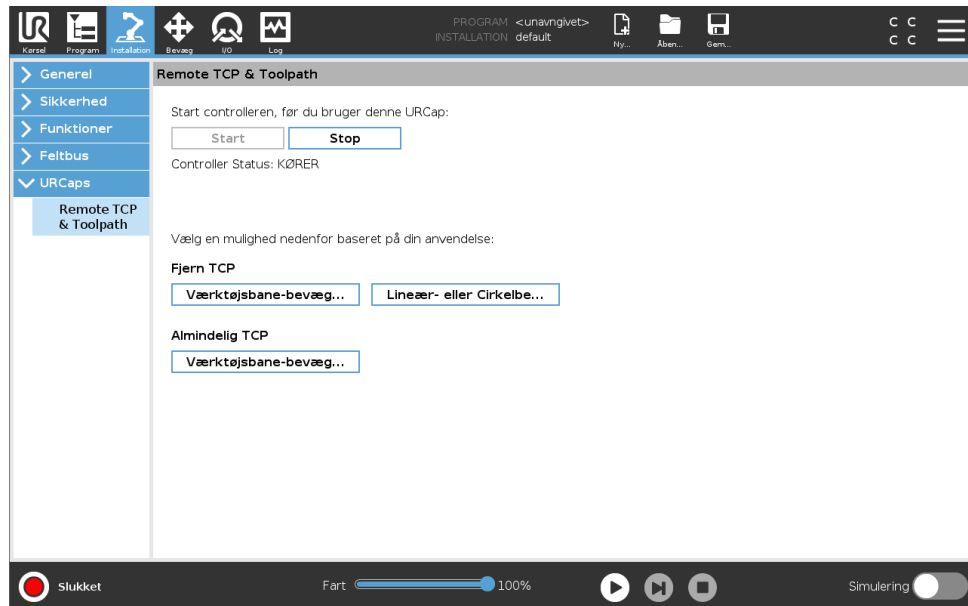 UR
PROGRAM <unavngivet>
INSTALLATION default
Kørsel Program Installation Bevæg I/O Log Ny... Åben... Gem...
C C
C C
Generel
Sikkerhed
Funktioner
Feltbus
URCaps
Remote TCP
& Toolpath
Remote TCP & Toolpath
Start controlleren, før du bruger denne URCap:
Start Stop
Controller Status: KØRER
Vælg en mulighed nedenfor baseret på din anvendelse:
Fjern TCP
Værktøjsbane-bevæg... Lineær- eller Cirkelbe...
Almindelig TCP
Værktøjsbane-bevæg...
Slukket Fart 100% Simulering